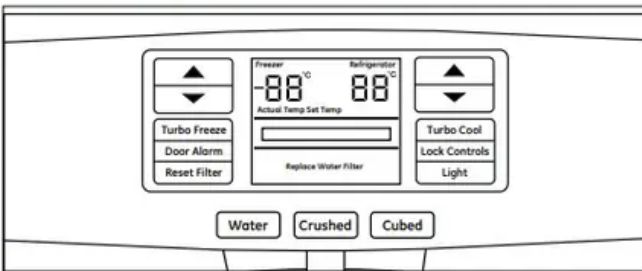 Freezer Refrigerator
-88°C 88°C
Actual Temp Set Temp
Turbo Freeze
Door Alarm
Reset Filter
Replace Water Filter
Turbo Cool
Lock Controls
Light
Water Crushed Cubed